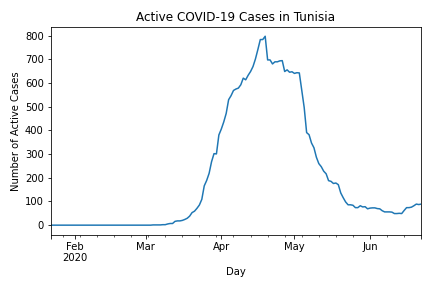 Active COVID-19 Cases in Tunisia
Number of Active Cases
800
700
600
500
400
300
200
100
0
Feb Mar Apr May Jun
2020
Day